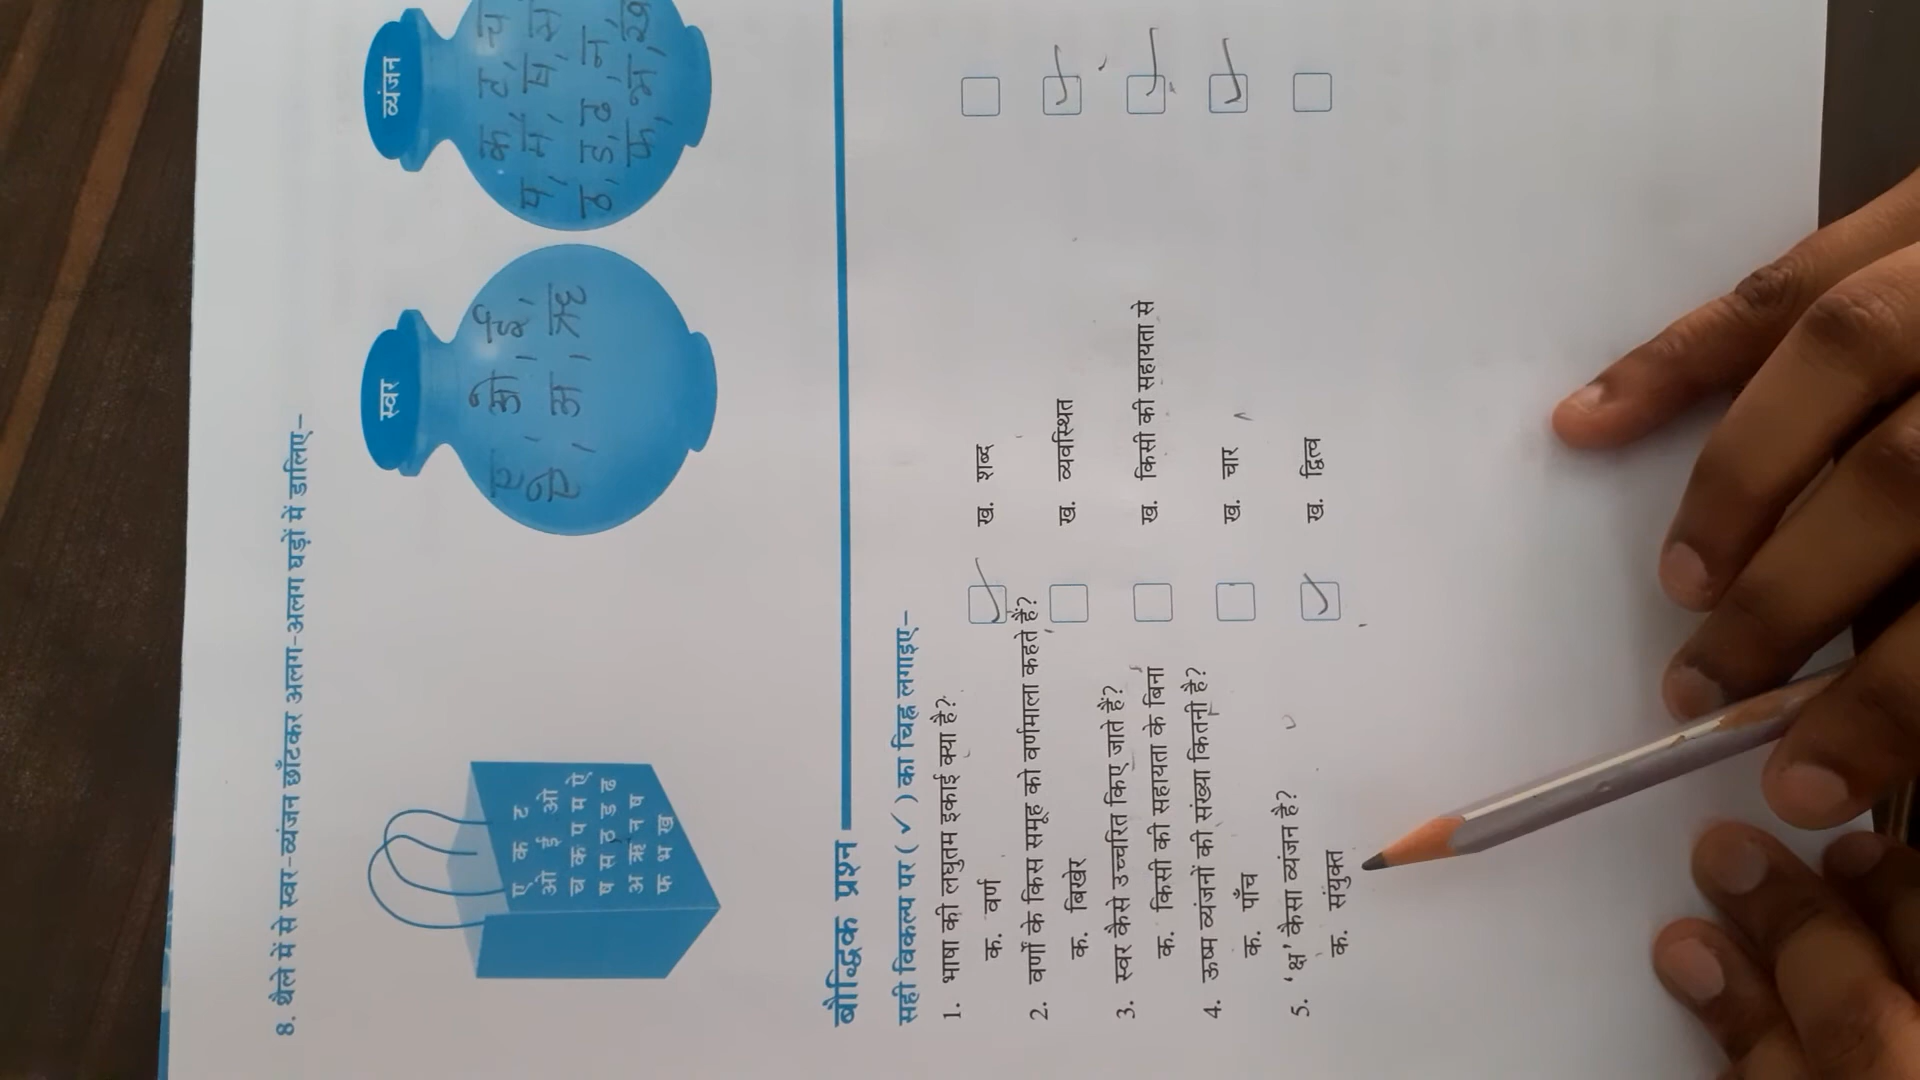 8. थैले में से स्वर-व्यंजन छाँटकर अलग-अलग घड़ों में डालिए–
ए क ट
ओ ई ओ
च क प म ऐ
ष स ठ ड ढ
अ ऋ न ष
फ भ ख
स्वर
ए, ओ, ई,
ऐ, अ, ऋ
व्यंजन
क, ट, च
प, म, ष, स
ठ, ड, ढ, न,
फ, भ, ख
बौद्धिक प्रश्न
सही विकल्प पर ( ✓ ) का चिह्न लगाइए–
1. भाषा की लघुतम इकाई क्या है?
क. वर्ण ✓ ख. शब्द
2. वर्णों के किस समूह को वर्णमाला कहते हैं?
क. बिखेर ख. व्यवस्थित ✓
3. स्वर कैसे उच्चरित किए जाते हैं?
क. किसी की सहायता के बिना ख. किसी की सहायता से ✓
4. ऊष्म व्यंजनों की संख्या कितनी है?
क. पाँच ख. चार ✓
5. 'क्ष' कैसा व्यंजन है?
क. संयुक्त ✓ ख. द्वित्व